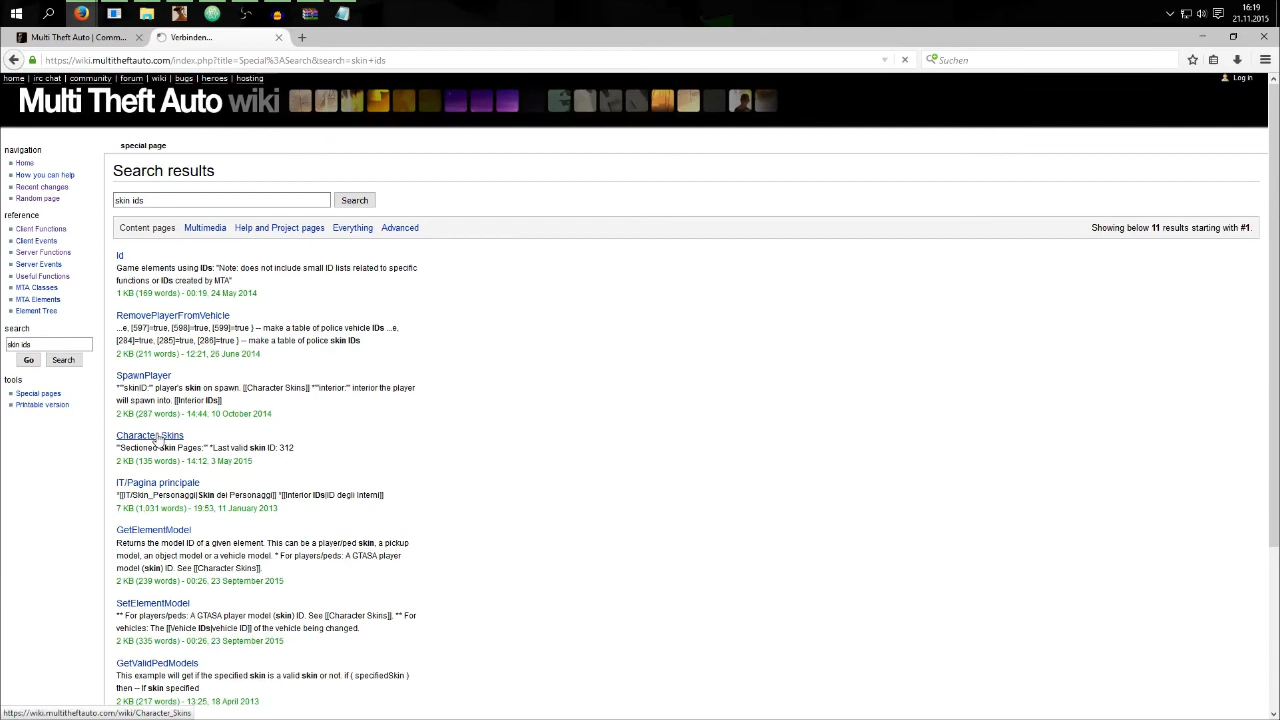 16:19
21.11.2015
Multi Theft Auto | Comm...
Verbinden...
https://wiki.multitheftauto.com/index.php?title=Special%3ASearch&search=skin+ids
Suchen
home | irc chat | community | forum | wiki | bugs | heroes | hosting
Log in
Multi Theft Auto wiki
special page
navigation
Home
How you can help
Recent changes
Random page
reference
Client Functions
Client Events
Server Functions
Server Events
Useful Functions
MTA Classes
MTA Elements
Element Tree
search
skin ids
Go
Search
tools
Special pages
Printable version
Search results
skin ids
Search
Content pages
Multimedia
Help and Project pages
Everything
Advanced
Showing below 11 results starting with #1.
Id
Game elements using IDs: "Note: does not include small ID lists related to specific
functions or IDs created by MTA"
1 KB (169 words) - 00:19, 24 May 2014
RemovePlayerFromVehicle
...e, [597]=true, [598]=true, [599]=true } -- make a table of police vehicle IDs ...e,
[284]=true, [285]=true, [286]=true } -- make a table of police skin IDs
2 KB (211 words) - 12:21, 26 June 2014
SpawnPlayer
*'''skinID:''' player's skin on spawn. [[Character Skins]] *'''interior:''' interior the player
will spawn into. [[Interior IDs]]
2 KB (287 words) - 14:44, 10 October 2014
Character Skins
'''Sectioned skin Pages:''' *Last valid skin ID: 312
2 KB (135 words) - 14:12, 3 May 2015
IT/Pagina principale
*[[IT/Skin_Personaggi|Skin dei Personaggi]] *[[Interior IDs|ID degli Interni]]
7 KB (1,031 words) - 19:53, 11 January 2013
GetElementModel
Returns the model ID of a given element. This can be a player/ped skin, a pickup
model, an object model or a vehicle model. * For players/peds: A GTASA player
model (skin) ID. See [[Character Skins]].
2 KB (239 words) - 00:26, 23 September 2015
SetElementModel
** For players/peds: A GTASA player model (skin) ID. See [[Character Skins]]. ** For
vehicles: The [[Vehicle IDs|vehicle ID]] of the vehicle being changed.
2 KB (335 words) - 00:26, 23 September 2015
GetValidPedModels
This example will get if the specified skin is a valid skin or not. if ( specifiedSkin )
then -- If skin specified
2 KB (217 words) - 13:25, 18 April 2013
https://wiki.multitheftauto.com/wiki/Character_Skins